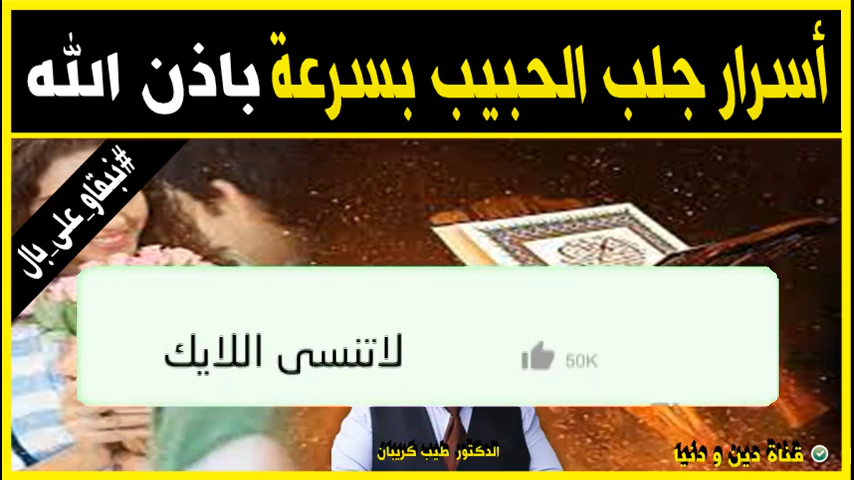 أسرار جلب الحبيب بسرعة باذن الله
#نبقاو_على_بال
لاتنسى اللايك
50K
الدكتور طيب كريبان
قناة دين و دنيا